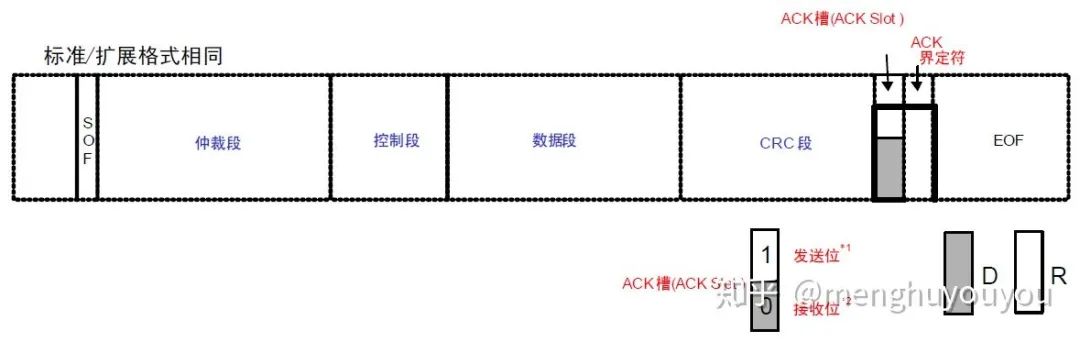 ACK槽(ACK Slot )
ACK
界定符
标准/扩展格式相同
SOF
仲裁段
控制段
数据段
CRC 段
EOF
1
发送位*1
ACK槽(ACK Slot
0
接收位*2
D
R
知乎 @menghuyouyou